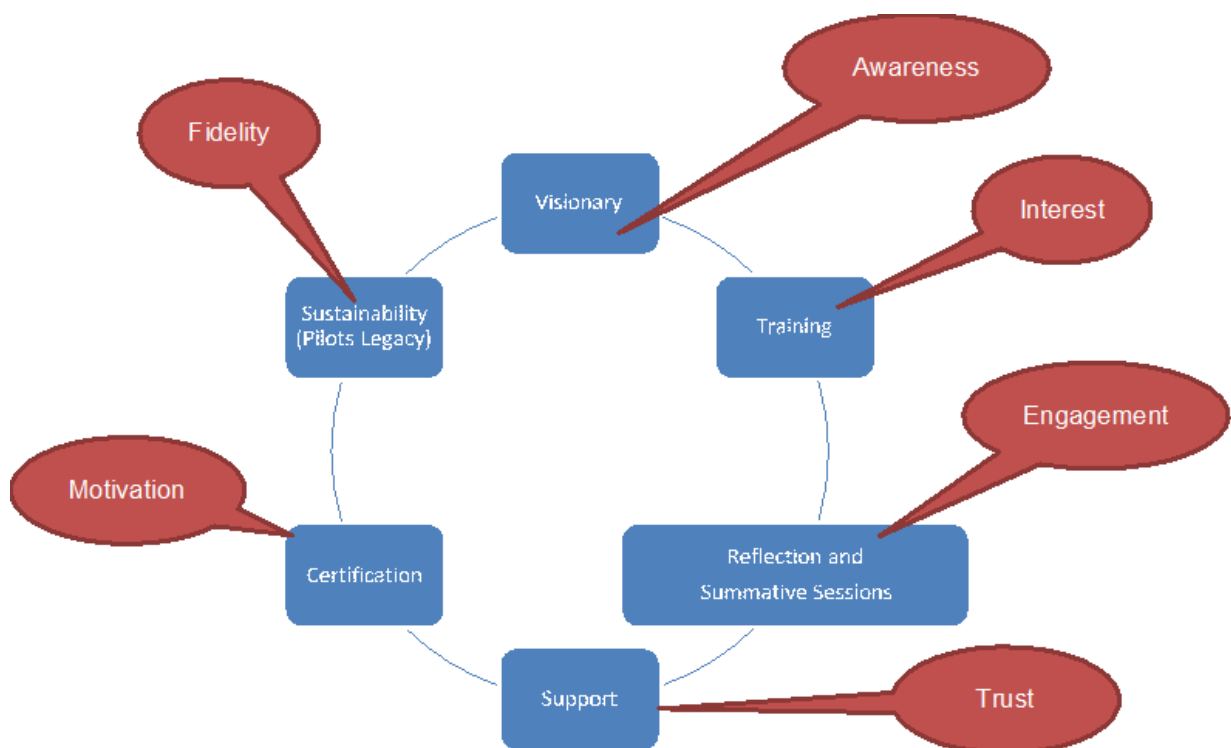 Awareness
Fidelity
Visionary
Interest
Sustainability
(Pilots Legacy)
Training
Engagement
Motivation
Reflection and
Summative Sessions
Certification
Support
Trust